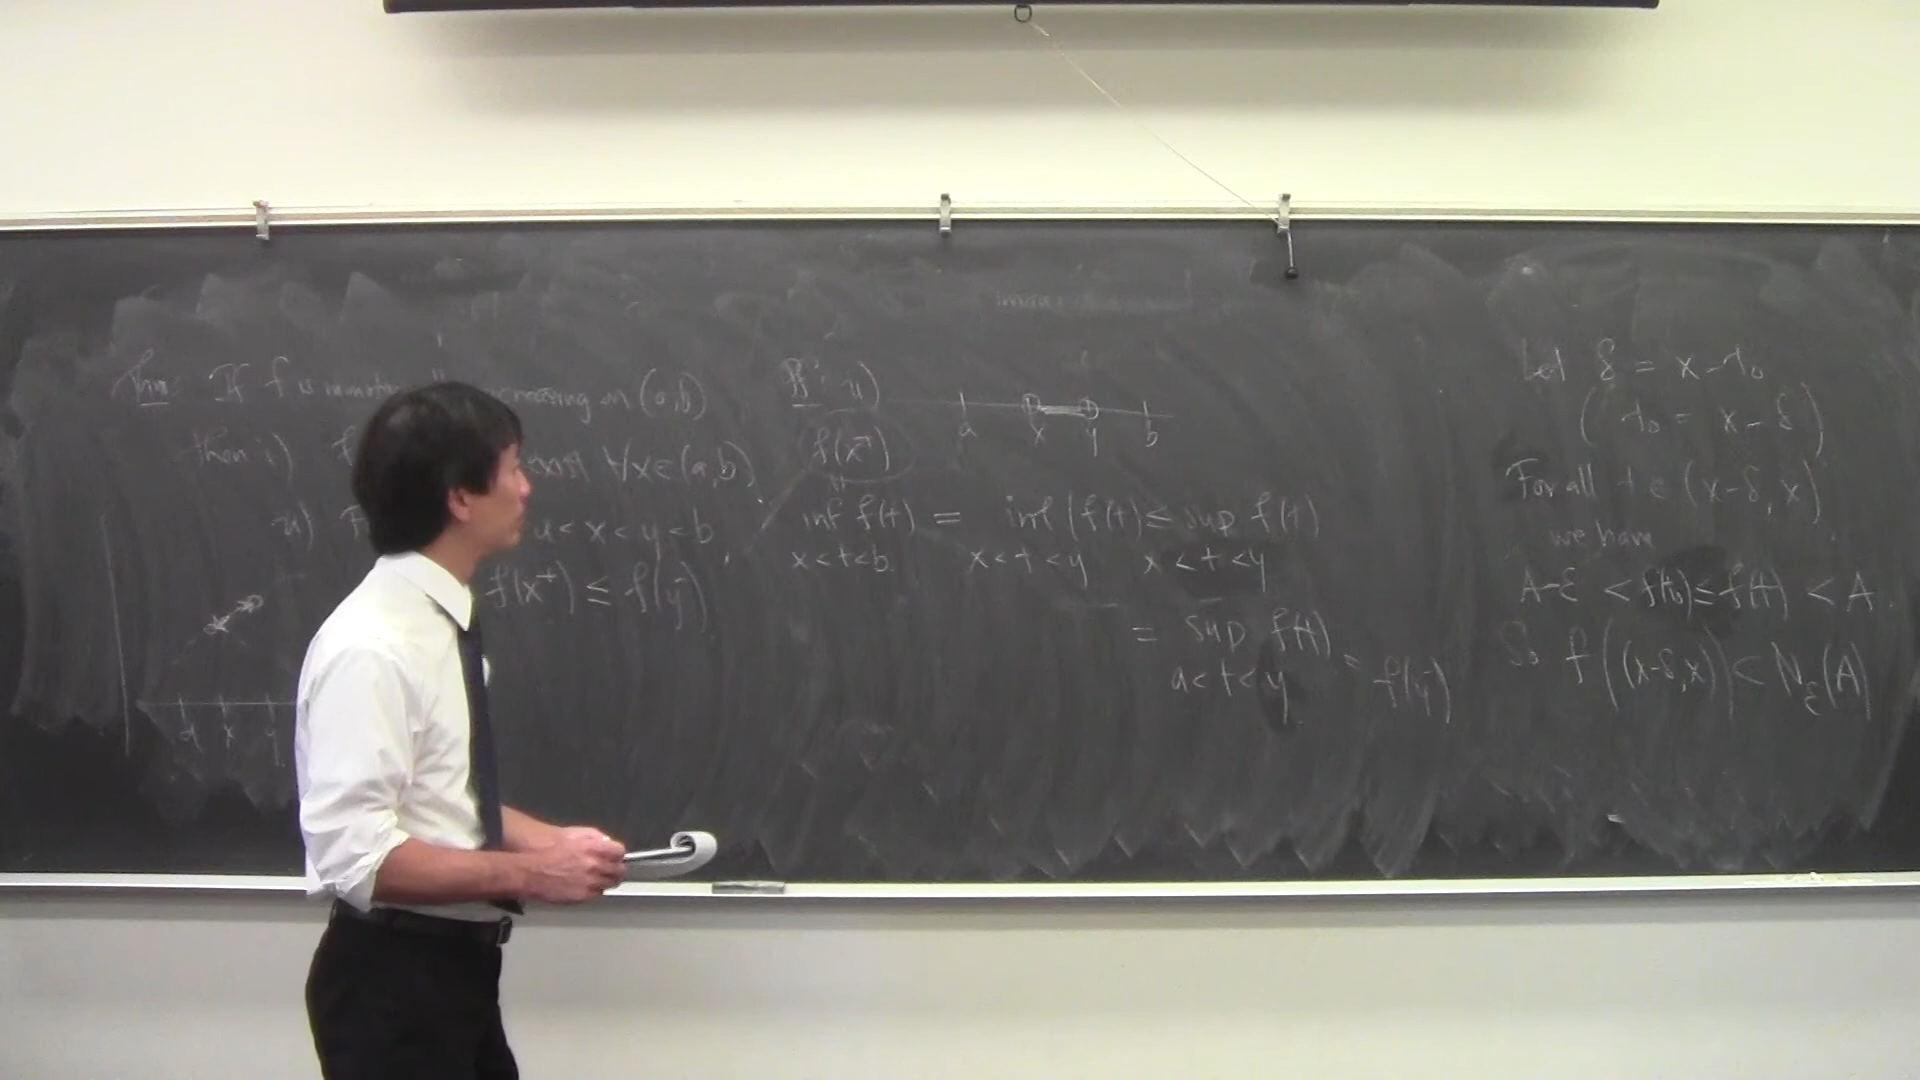 Thm: If f is increasing on (a,b)
then i) exist ∀x∈(a,b),
ii) a<x<y<b,
f(x⁺) ≤ f(y⁻)
a x y
Pf: ii)
a x y b
f(x⁺)
inf f(t) = inf f(t) ≤ sup f(t)
x<t<b x<t<y x<t<y
= sup f(t) = f(y⁻)
a<t<y
Let δ = x-t₀
(t₀ = x-δ)
For all t∈(x-δ,x)
we have
A-ε < f(t₀)≤f(t) < A.
So f((x-δ,x)) ⊂ N_ε(A)